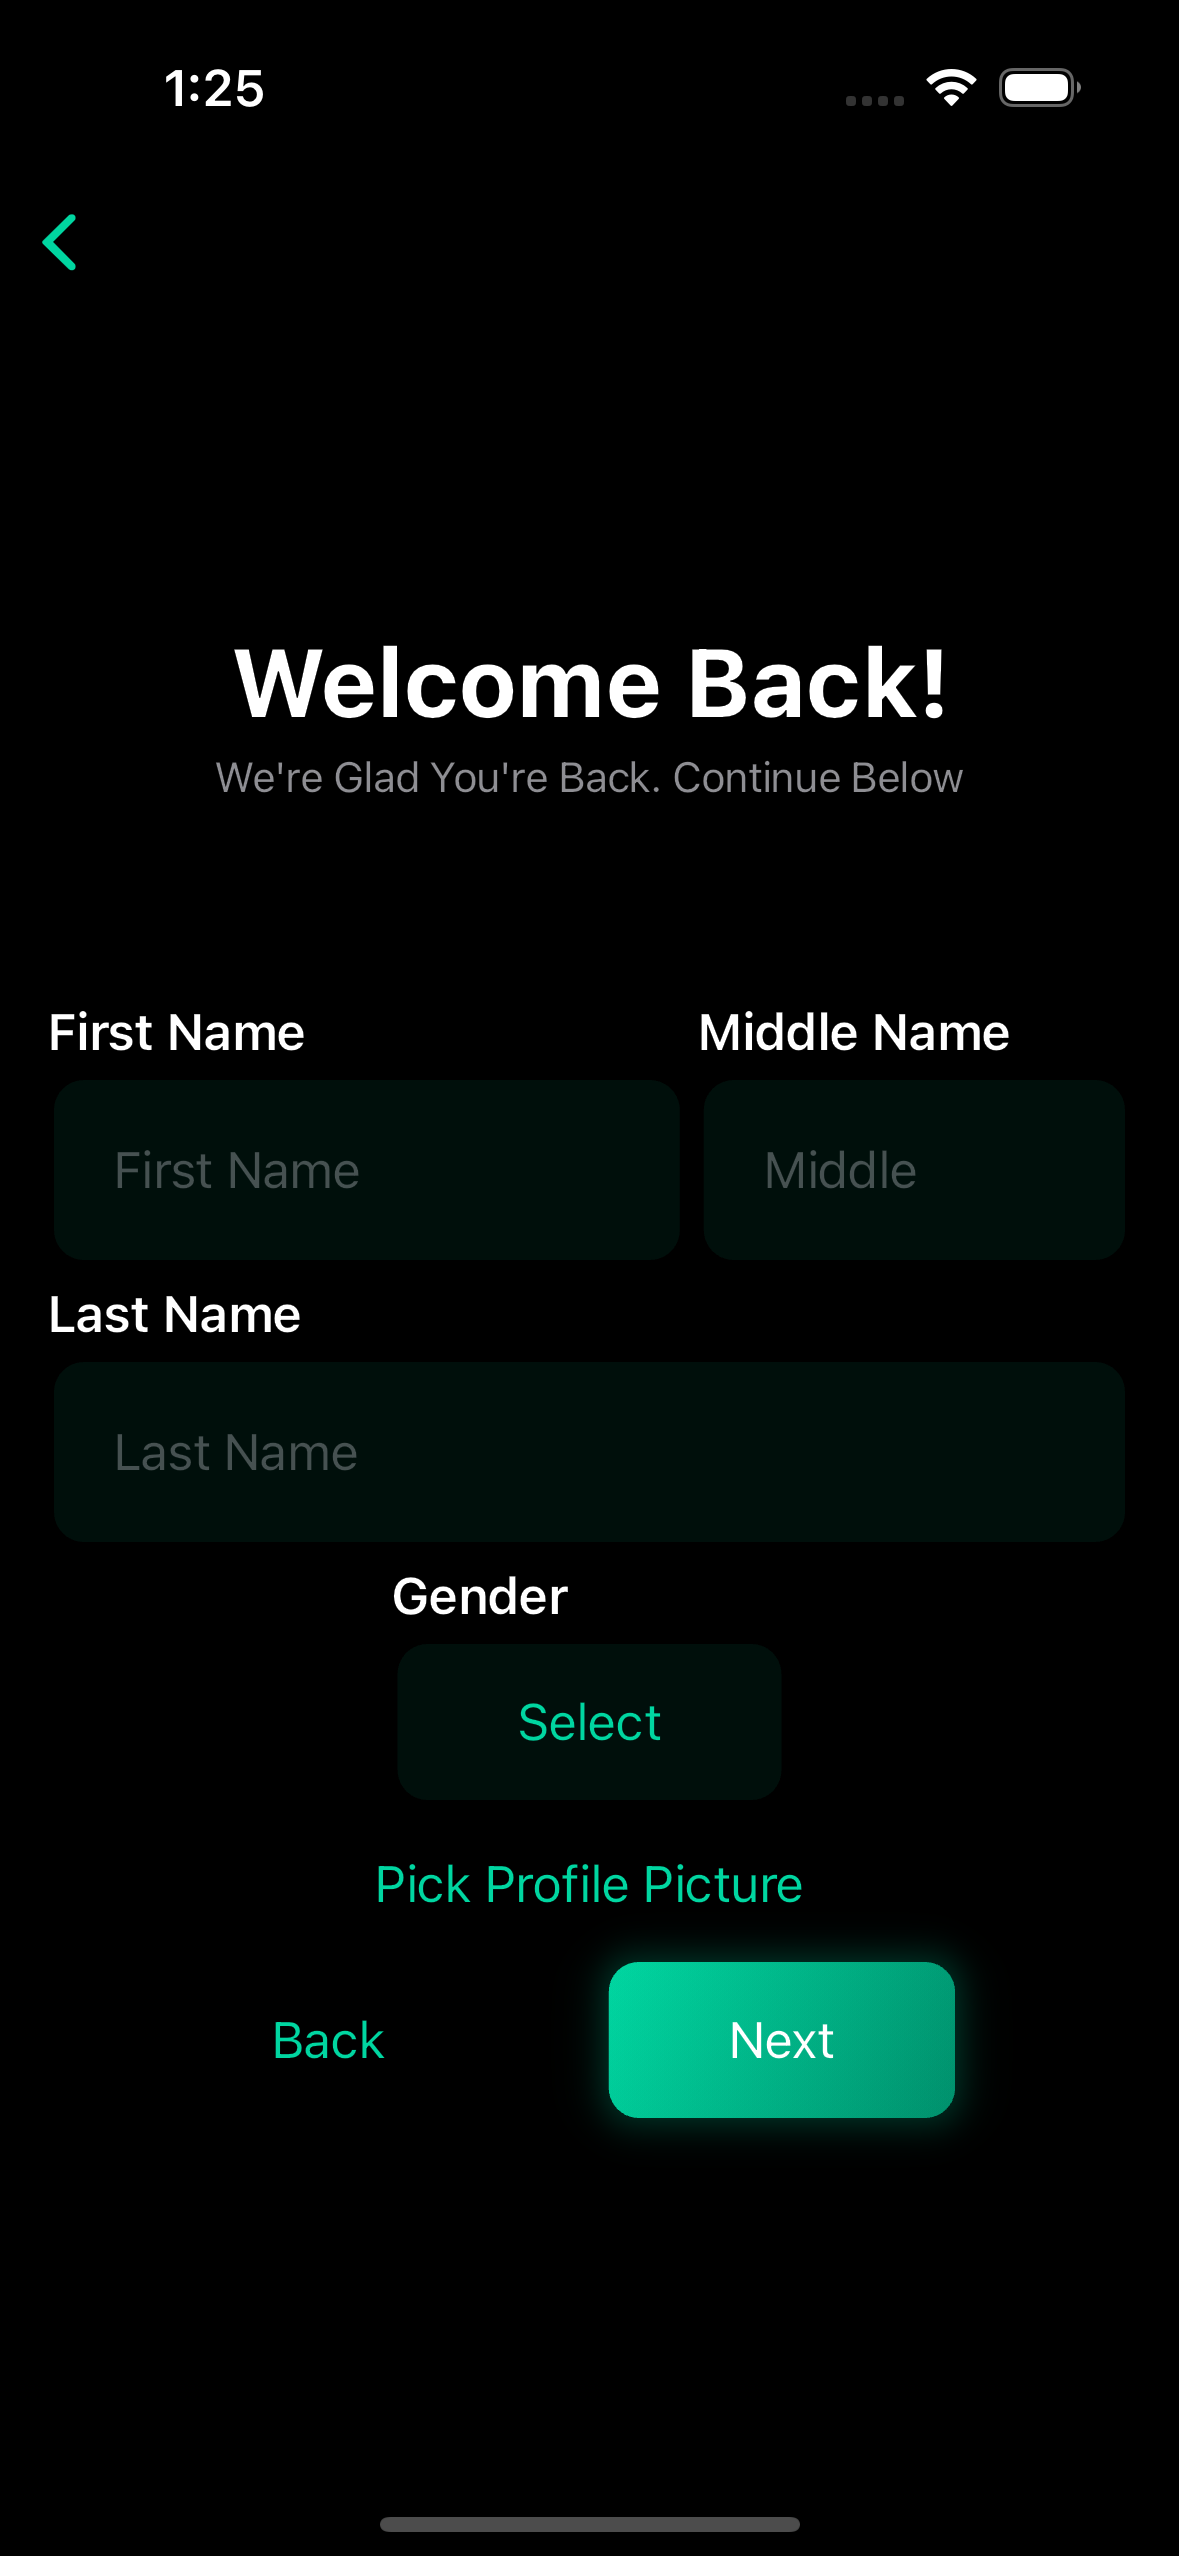 1:25
Welcome Back!
We're Glad You're Back. Continue Below
First Name
Middle Name
First Name
Middle
Last Name
Last Name
Gender
Select
Pick Profile Picture
Back
Next